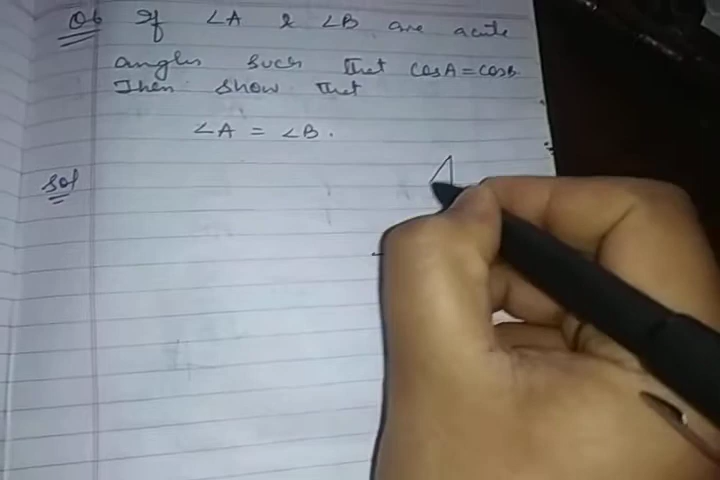 Q6 If ∠A & ∠B are acute
angles such that cosA = cosB.
Then show that
∠A = ∠B.
Sol